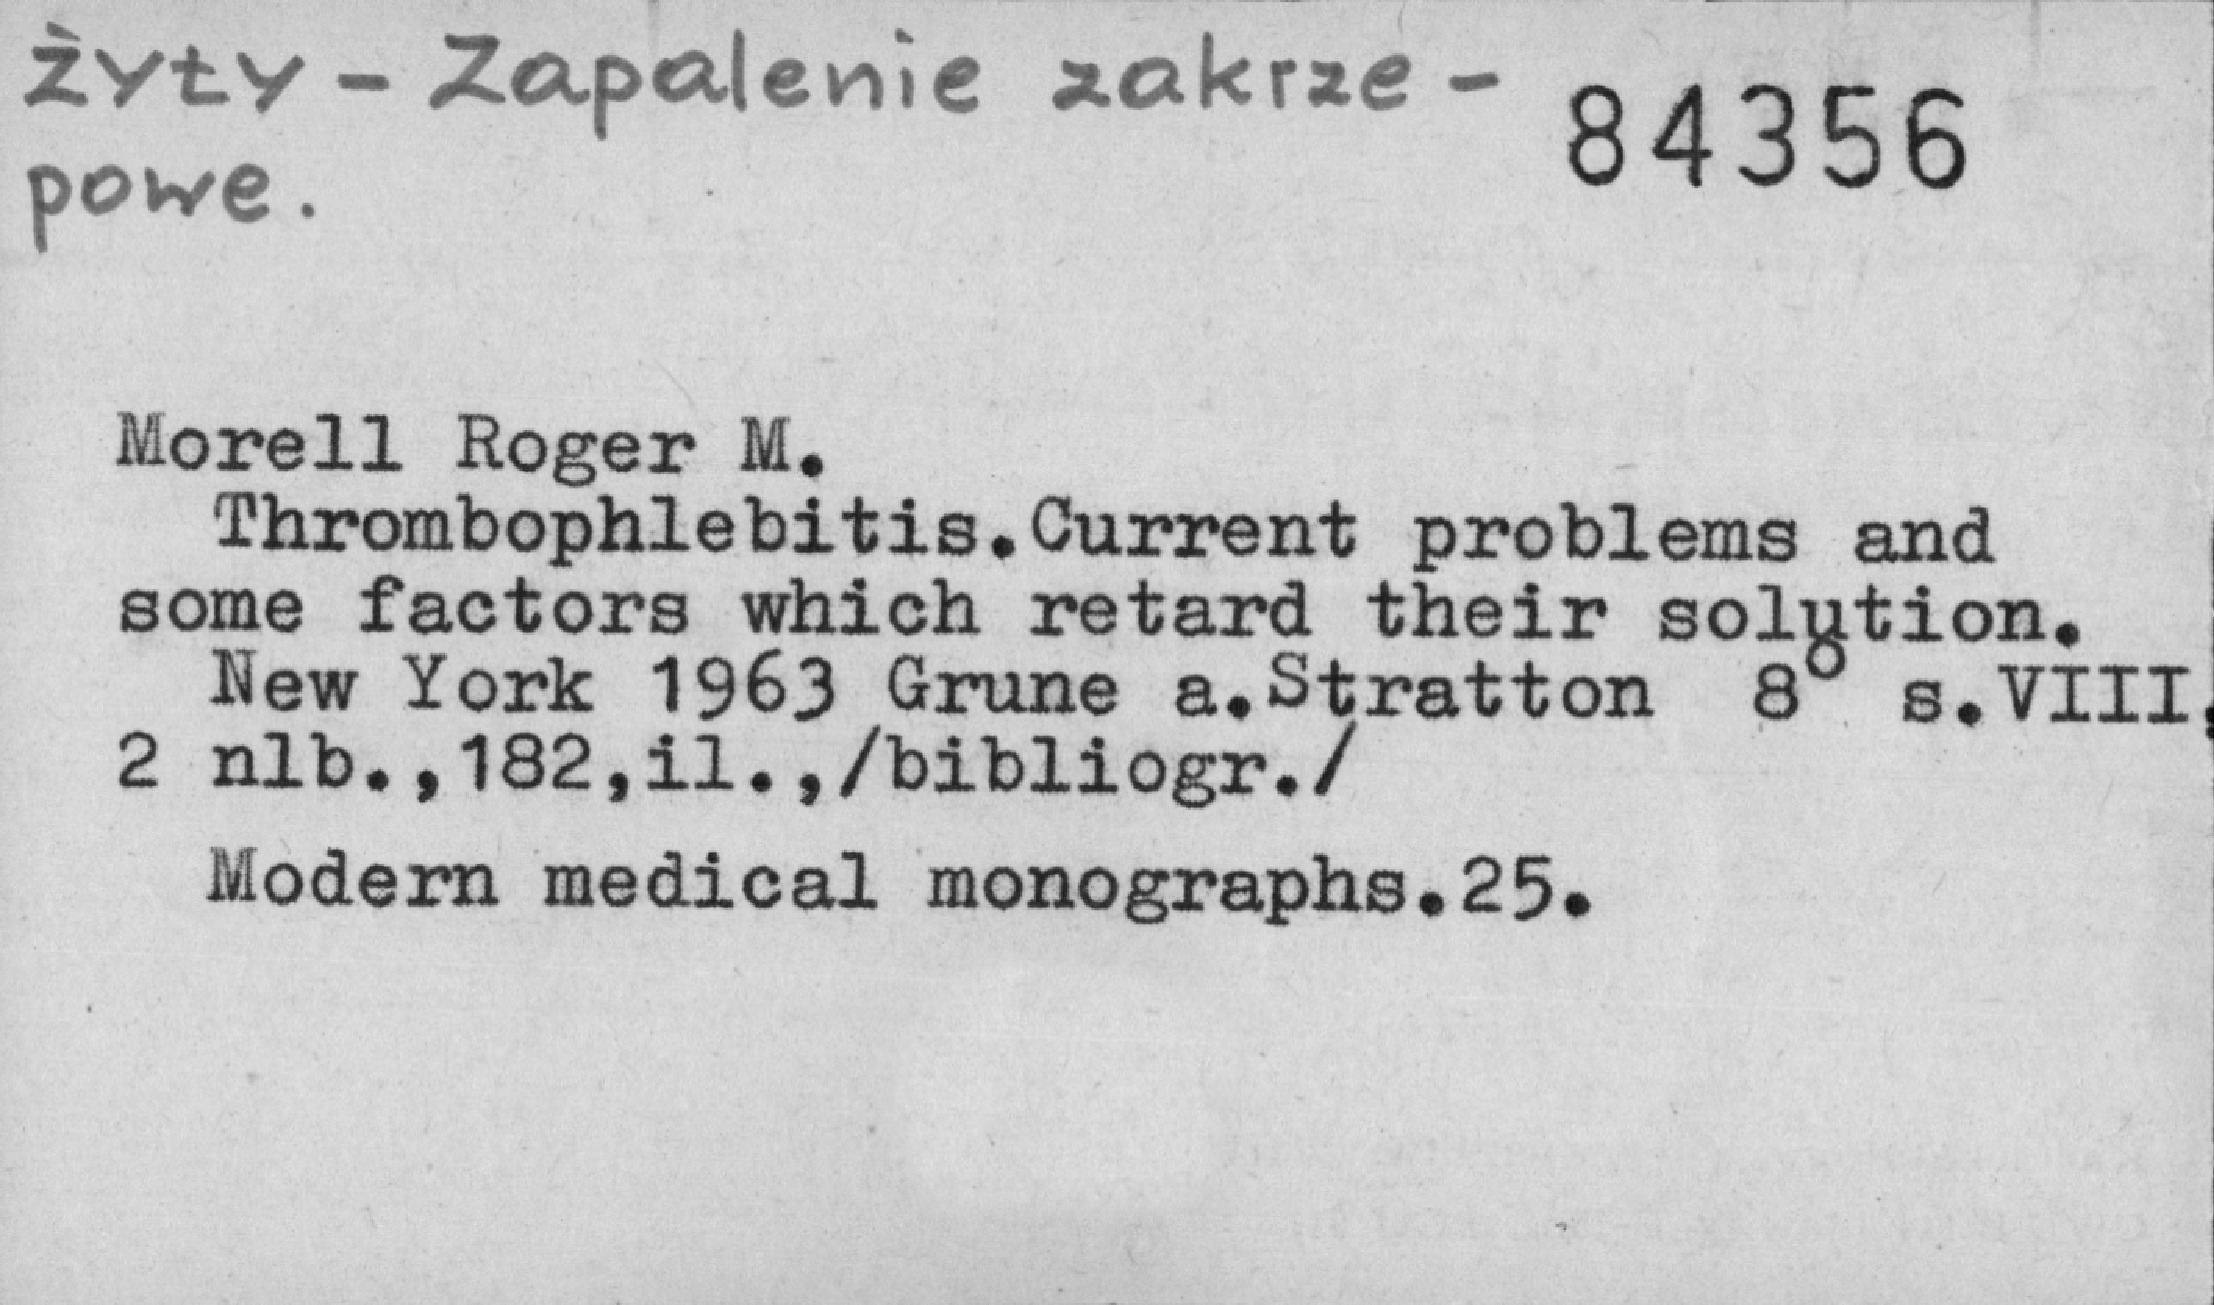 Żyły - Zapalenie zakrze-
powe.
84356
Morell Roger M.
Thrombophlebitis.Current problems and
some factors which retard their solution.
New York 1963 Grune a.Stratton 8° s.VIII,
2 nlb.,182,il.,/bibliogr./
Modern medical monographs.25.